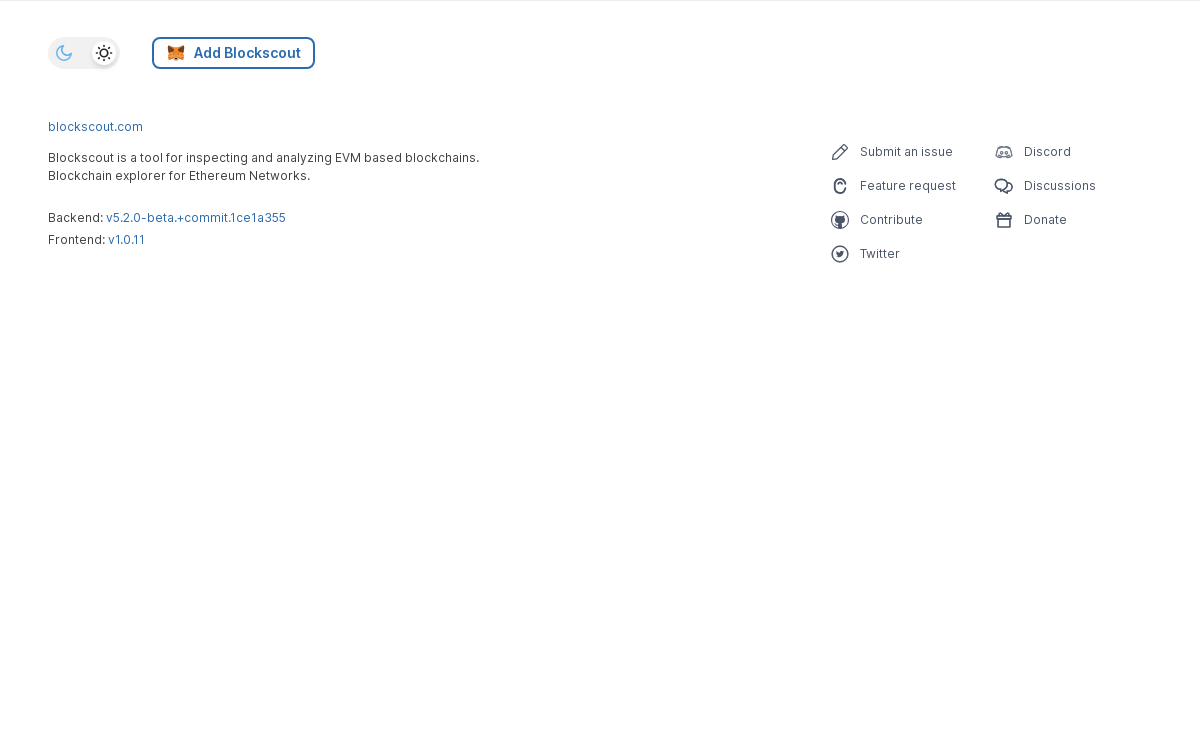 Add Blockscout
blockscout.com
Blockscout is a tool for inspecting and analyzing EVM based blockchains.
Blockchain explorer for Ethereum Networks.
Backend: v5.2.0-beta.+commit.1ce1a355
Frontend: v1.0.11
Submit an issue
Feature request
Contribute
Twitter
Discord
Discussions
Donate